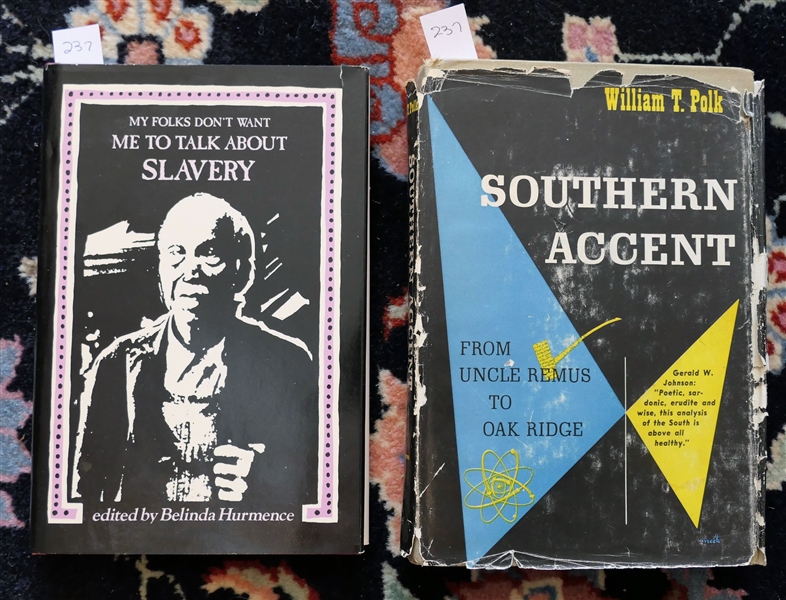 237
MY FOLKS DON'T WANT
ME TO TALK ABOUT
SLAVERY
edited by Belinda Hurmence
237
William T. Polk
SOUTHERN
ACCENT
FROM
UNCLE REMUS
TO
OAK RIDGE
Gerald W.
Johnson:
"Poetic, sar-
donic, erudite and
wise, this analysis
of the South is
above all
healthy."